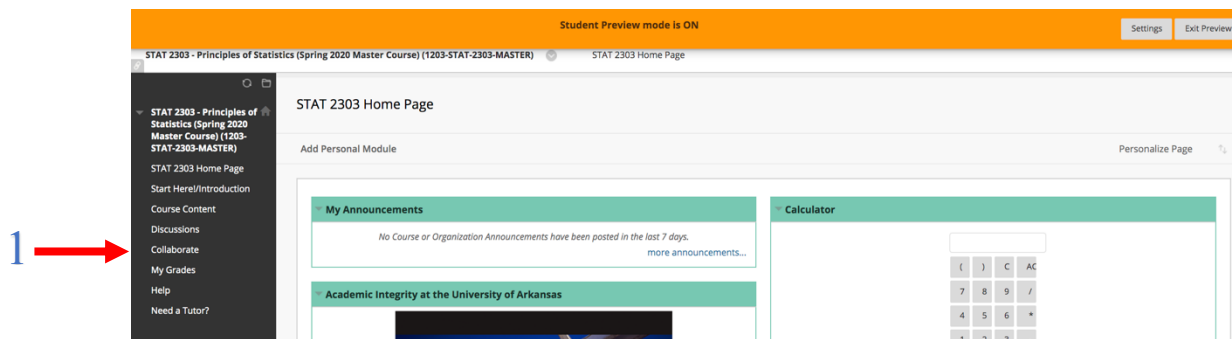 Student Preview mode is ON
Settings
Exit Preview
STAT 2303 - Principles of Statistics (Spring 2020 Master Course) (1203-STAT-2303-MASTER)
STAT 2303 Home Page
STAT 2303 - Principles of
Statistics (Spring 2020
Master Course) (1203-
STAT-2303-MASTER)
STAT 2303 Home Page
Start Here!/Introduction
Course Content
Discussions
1
Collaborate
My Grades
Help
Need a Tutor?
STAT 2303 Home Page
Add Personal Module
Personalize Page
My Announcements
No Course or Organization Announcements have been posted in the last 7 days.
more announcements...
Academic Integrity at the University of Arkansas
Calculator
( ) C AC
7 8 9 /
4 5 6 *
1 2 3